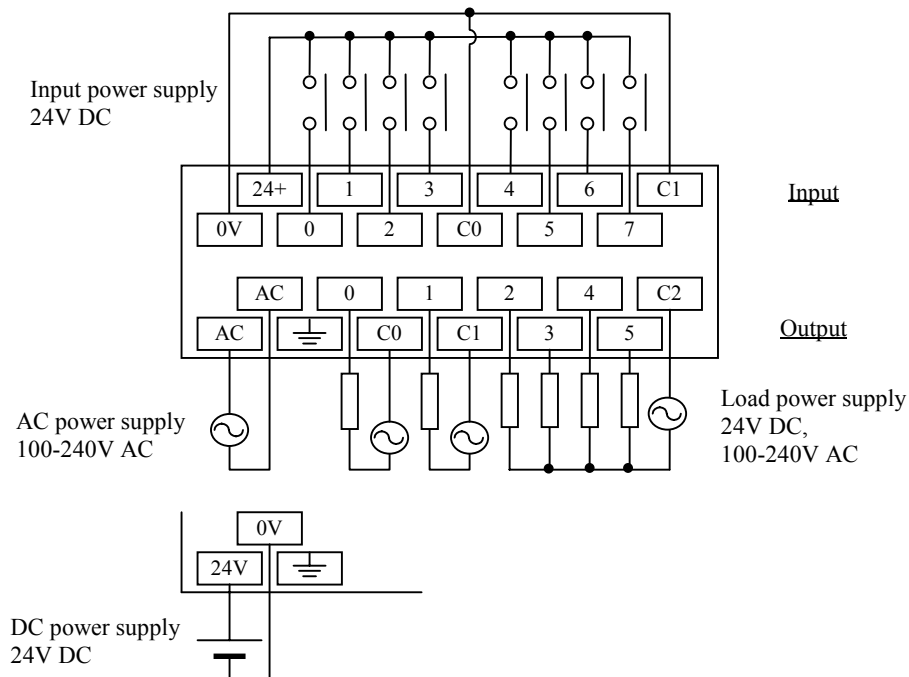 Input power supply
24V DC
24+ 1 3 4 6 C1
Input
0V 0 2 C0 5 7
AC 0 1 2 4 C2
Output
AC C0 C1 3 5
AC power supply
100-240V AC
Load power supply
24V DC,
100-240V AC
0V
24V
DC power supply
24V DC